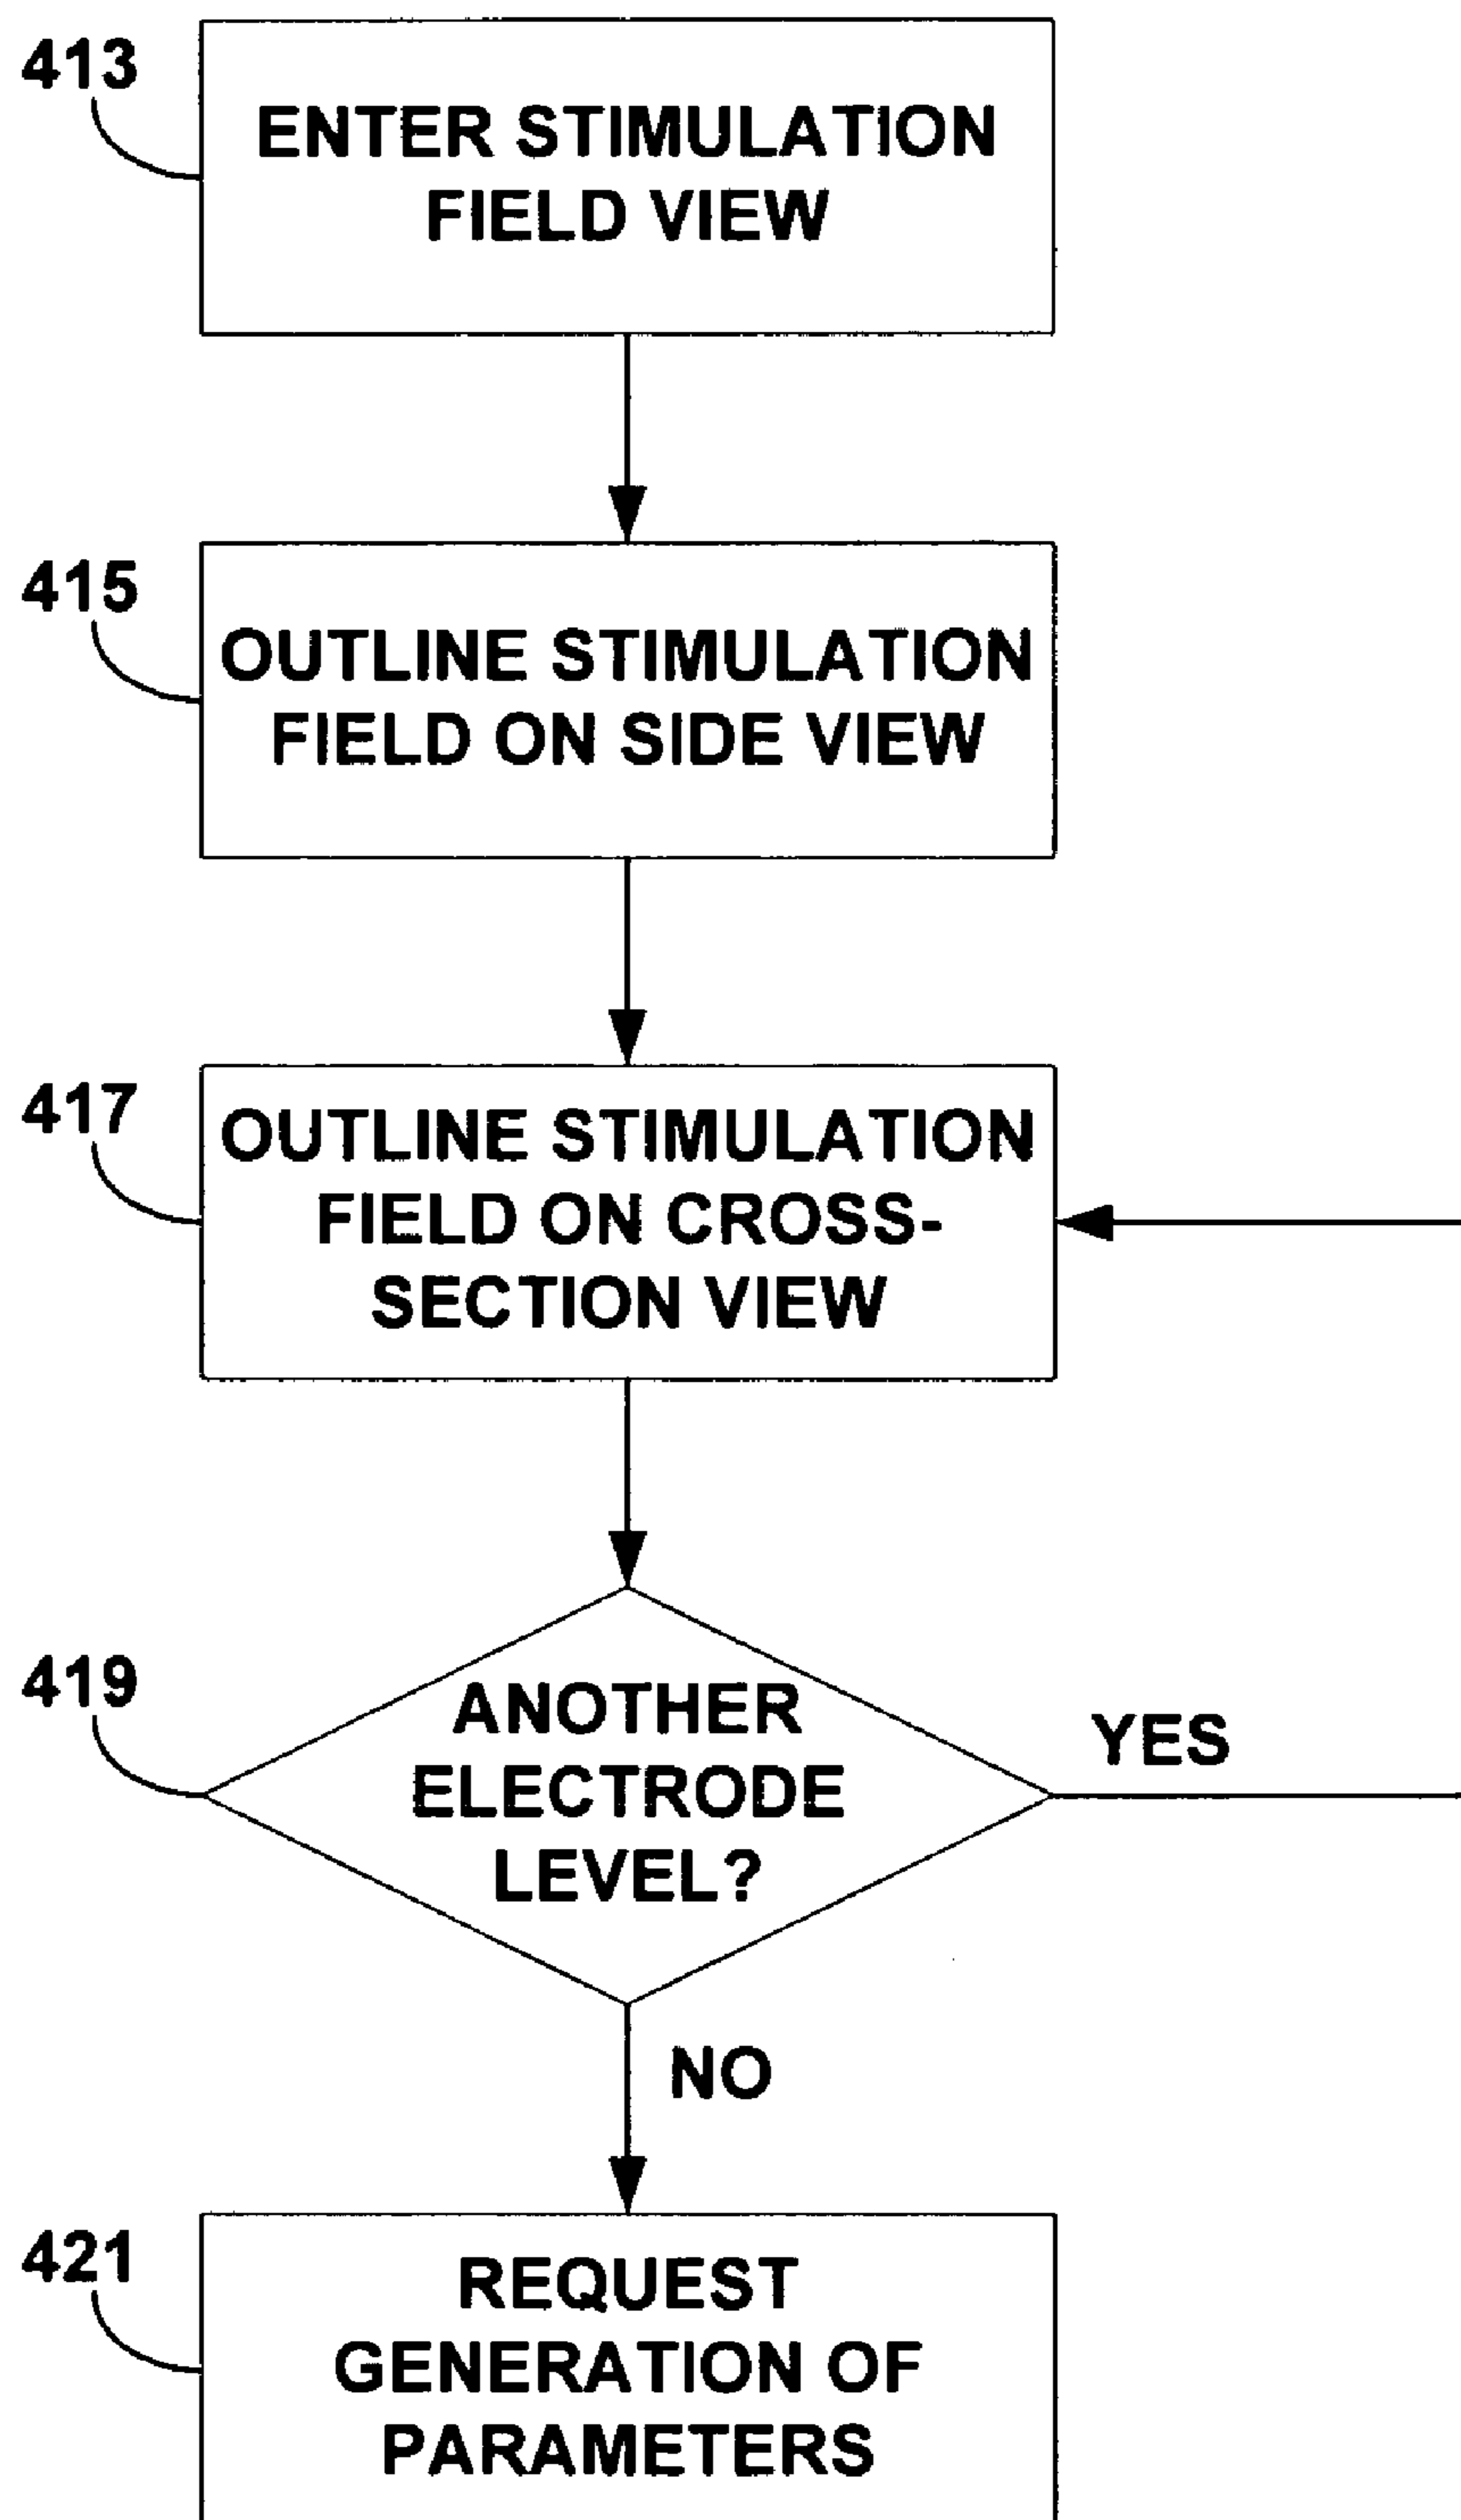 413
ENTER STIMULATION
FIELD VIEW
415
OUTLINE STIMULATION
FIELD ON SIDE VIEW
417
OUTLINE STIMULATION
FIELD ON CROSS-
SECTION VIEW
419
ANOTHER
ELECTRODE
LEVEL?
YES
NO
421
REQUEST
GENERATION OF
PARAMETERS